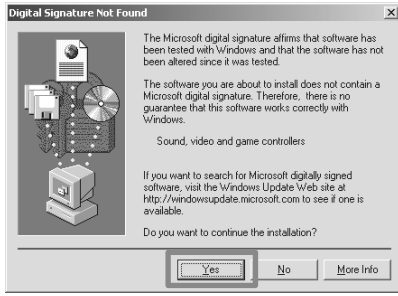 Digital Signature Not Found
The Microsoft digital signature affirms that software has
been tested with Windows and that the software has not
been altered since it was tested.
The software you are about to install does not contain a
Microsoft digital signature. Therefore, there is no
guarantee that this software works correctly with
Windows.
Sound, video and game controllers
If you want to search for Microsoft digitally signed
software, visit the Windows Update Web site at
http://windowsupdate.microsoft.com to see if one is
available.
Do you want to continue the installation?
Yes No More Info